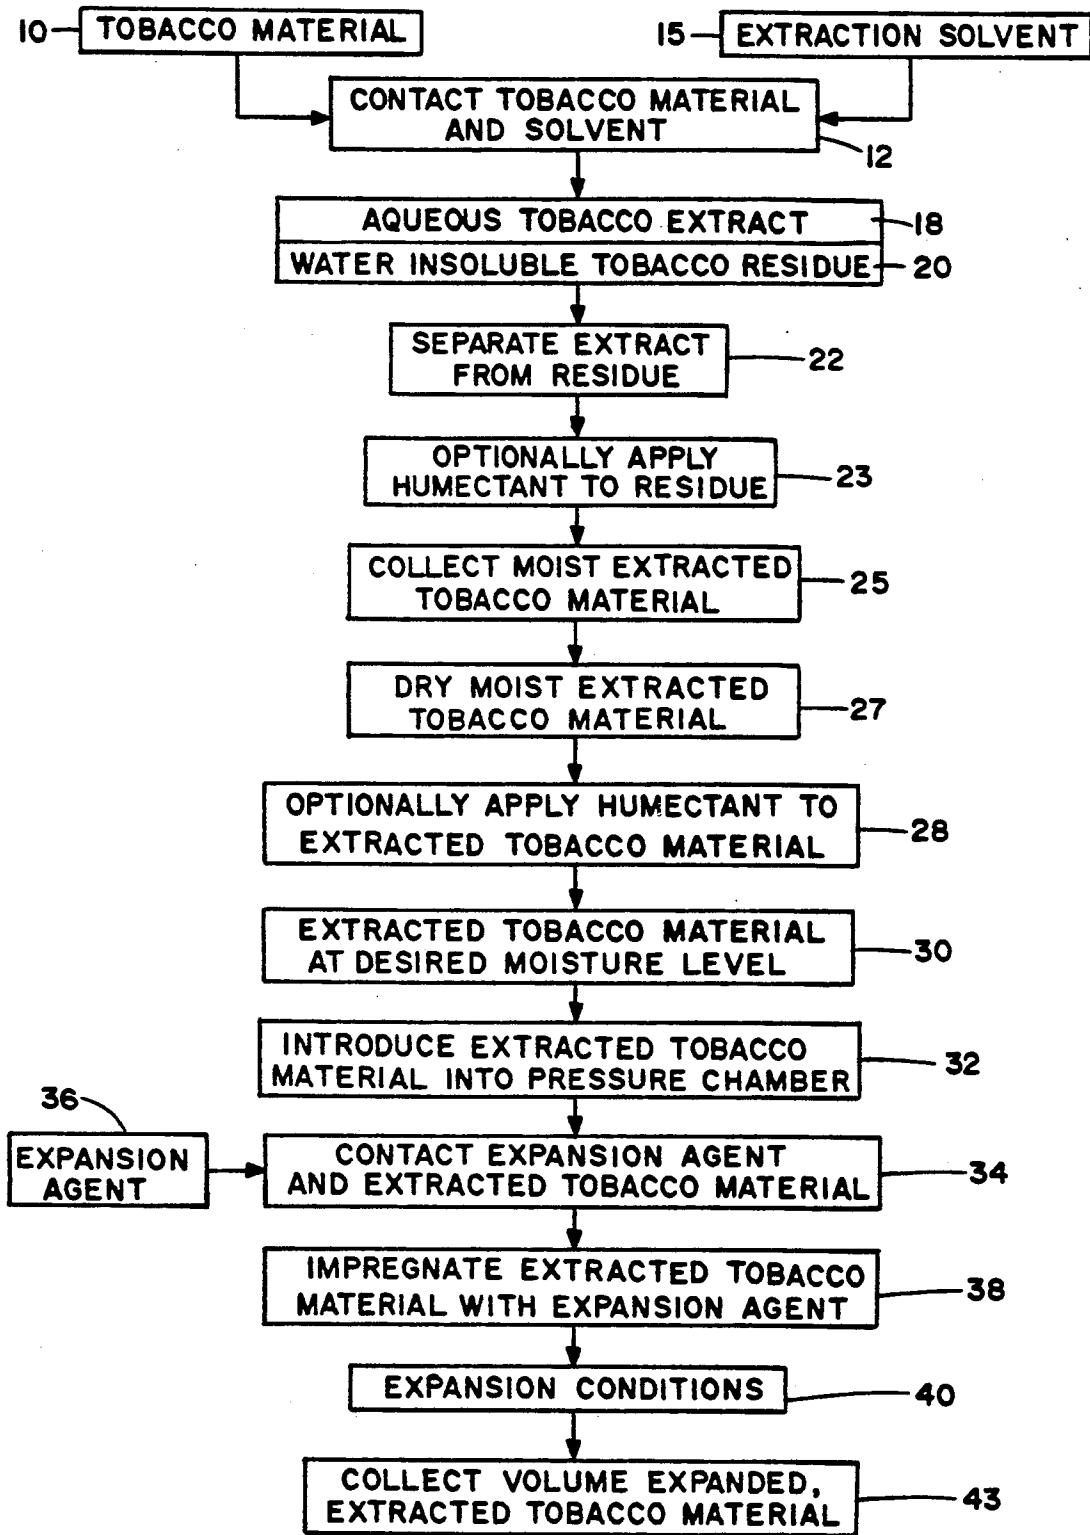 10 TOBACCO MATERIAL
15 EXTRACTION SOLVENT
CONTACT TOBACCO MATERIAL
AND SOLVENT
12
AQUEOUS TOBACCO EXTRACT 18
WATER INSOLUBLE TOBACCO RESIDUE 20
SEPARATE EXTRACT
FROM RESIDUE
22
OPTIONALLY APPLY
HUMECTANT TO RESIDUE
23
COLLECT MOIST EXTRACTED
TOBACCO MATERIAL
25
DRY MOIST EXTRACTED
TOBACCO MATERIAL
27
OPTIONALLY APPLY HUMECTANT TO
EXTRACTED TOBACCO MATERIAL
28
EXTRACTED TOBACCO MATERIAL
AT DESIRED MOISTURE LEVEL
30
INTRODUCE EXTRACTED TOBACCO
MATERIAL INTO PRESSURE CHAMBER
32
36
EXPANSION
AGENT
CONTACT EXPANSION AGENT
AND EXTRACTED TOBACCO MATERIAL
34
IMPREGNATE EXTRACTED TOBACCO
MATERIAL WITH EXPANSION AGENT
38
EXPANSION CONDITIONS
40
COLLECT VOLUME EXPANDED,
EXTRACTED TOBACCO MATERIAL
43